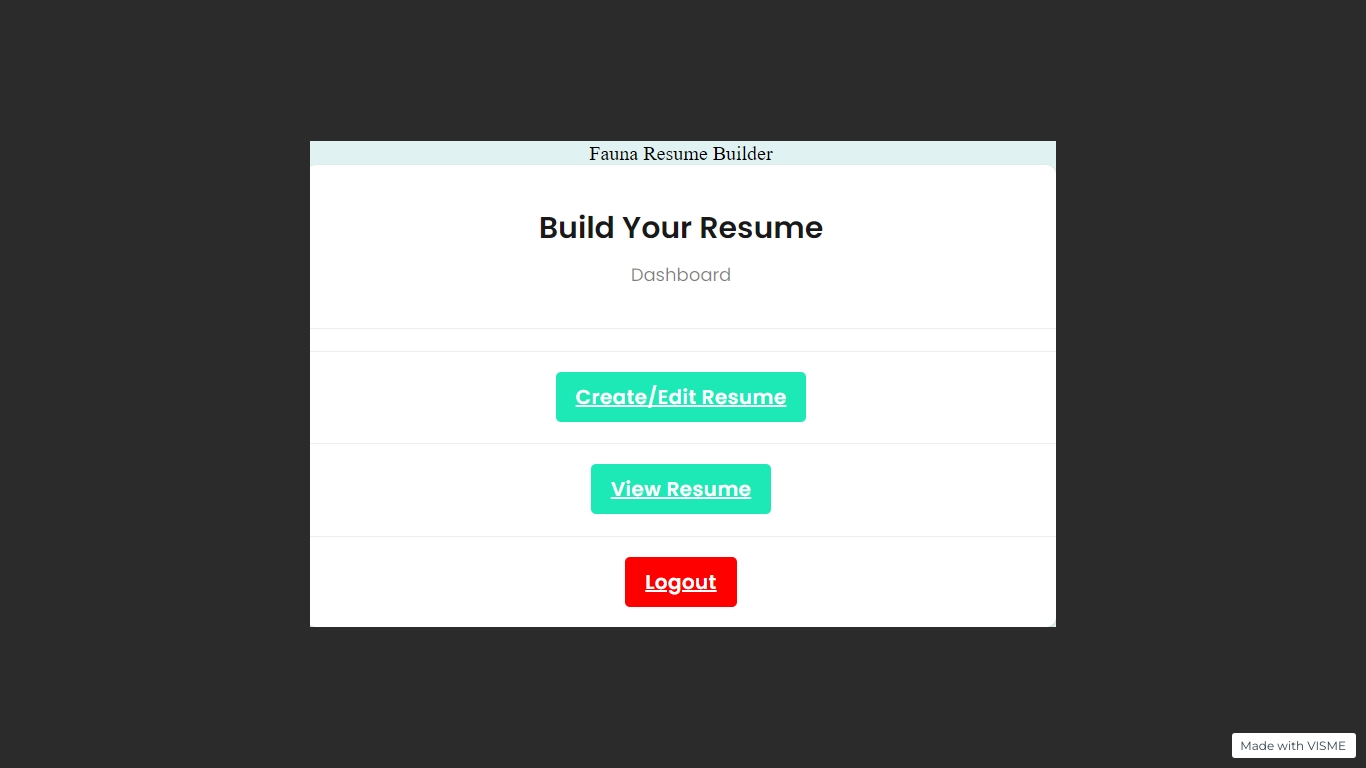 Fauna Resume Builder
Build Your Resume
Dashboard
Create/Edit Resume
View Resume
Logout
Made with VISME